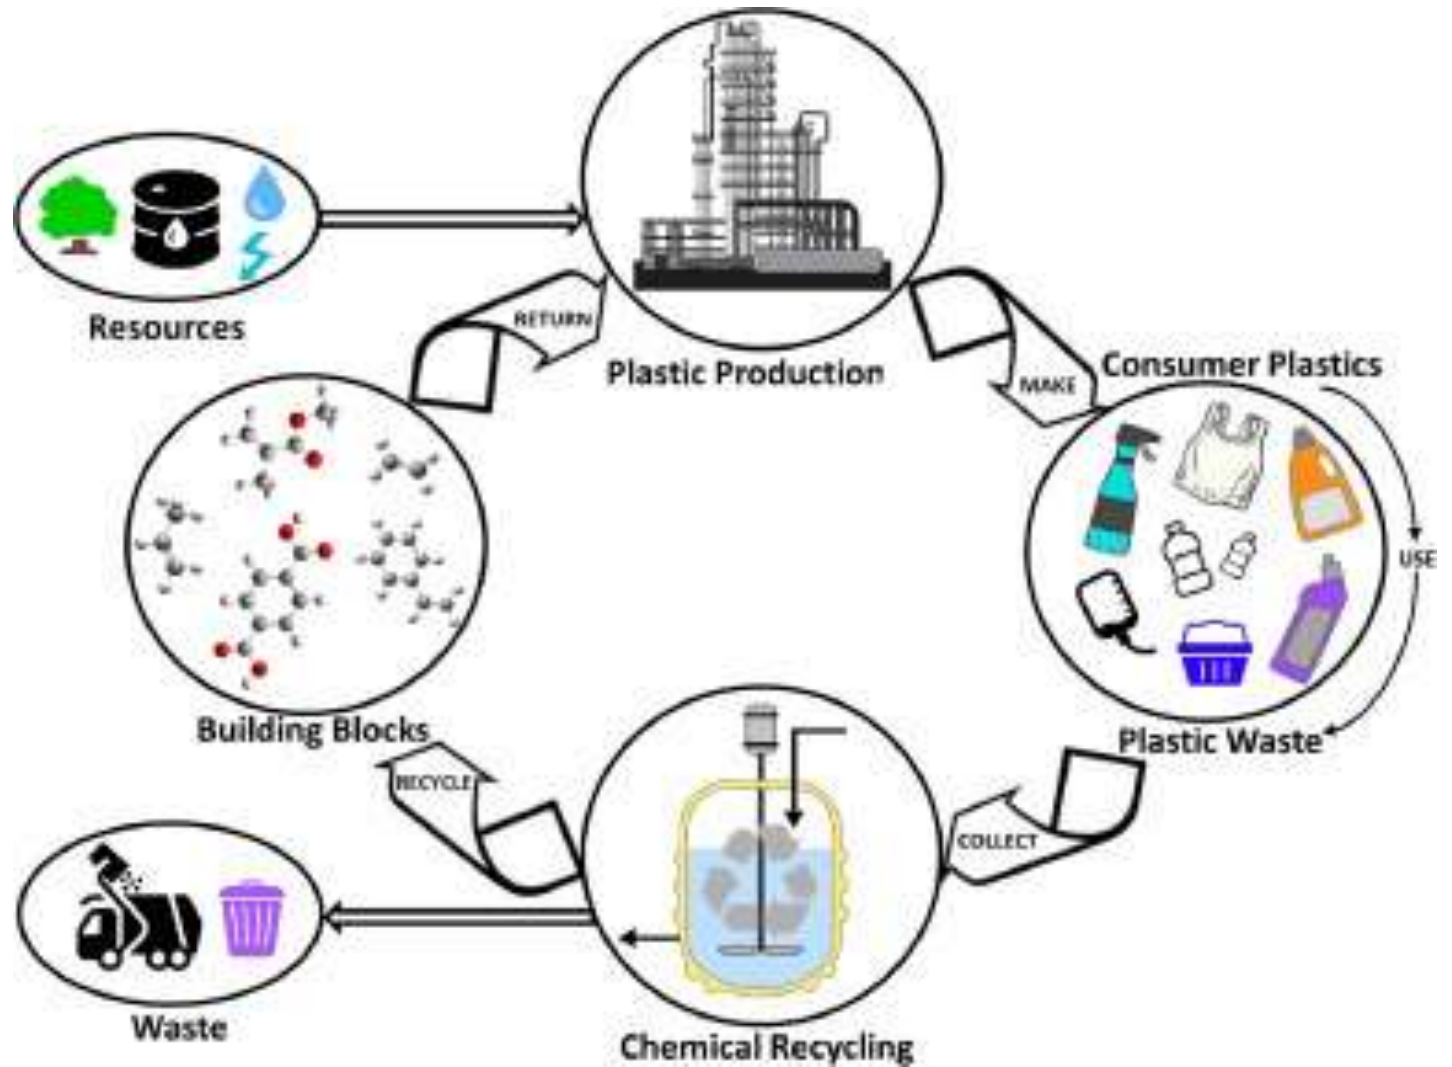 Resources
RETURN
Plastic Production
MAKE
Consumer Plastics
USE
Building Blocks
Plastic Waste
RECYCLE
COLLECT
Waste
Chemical Recycling